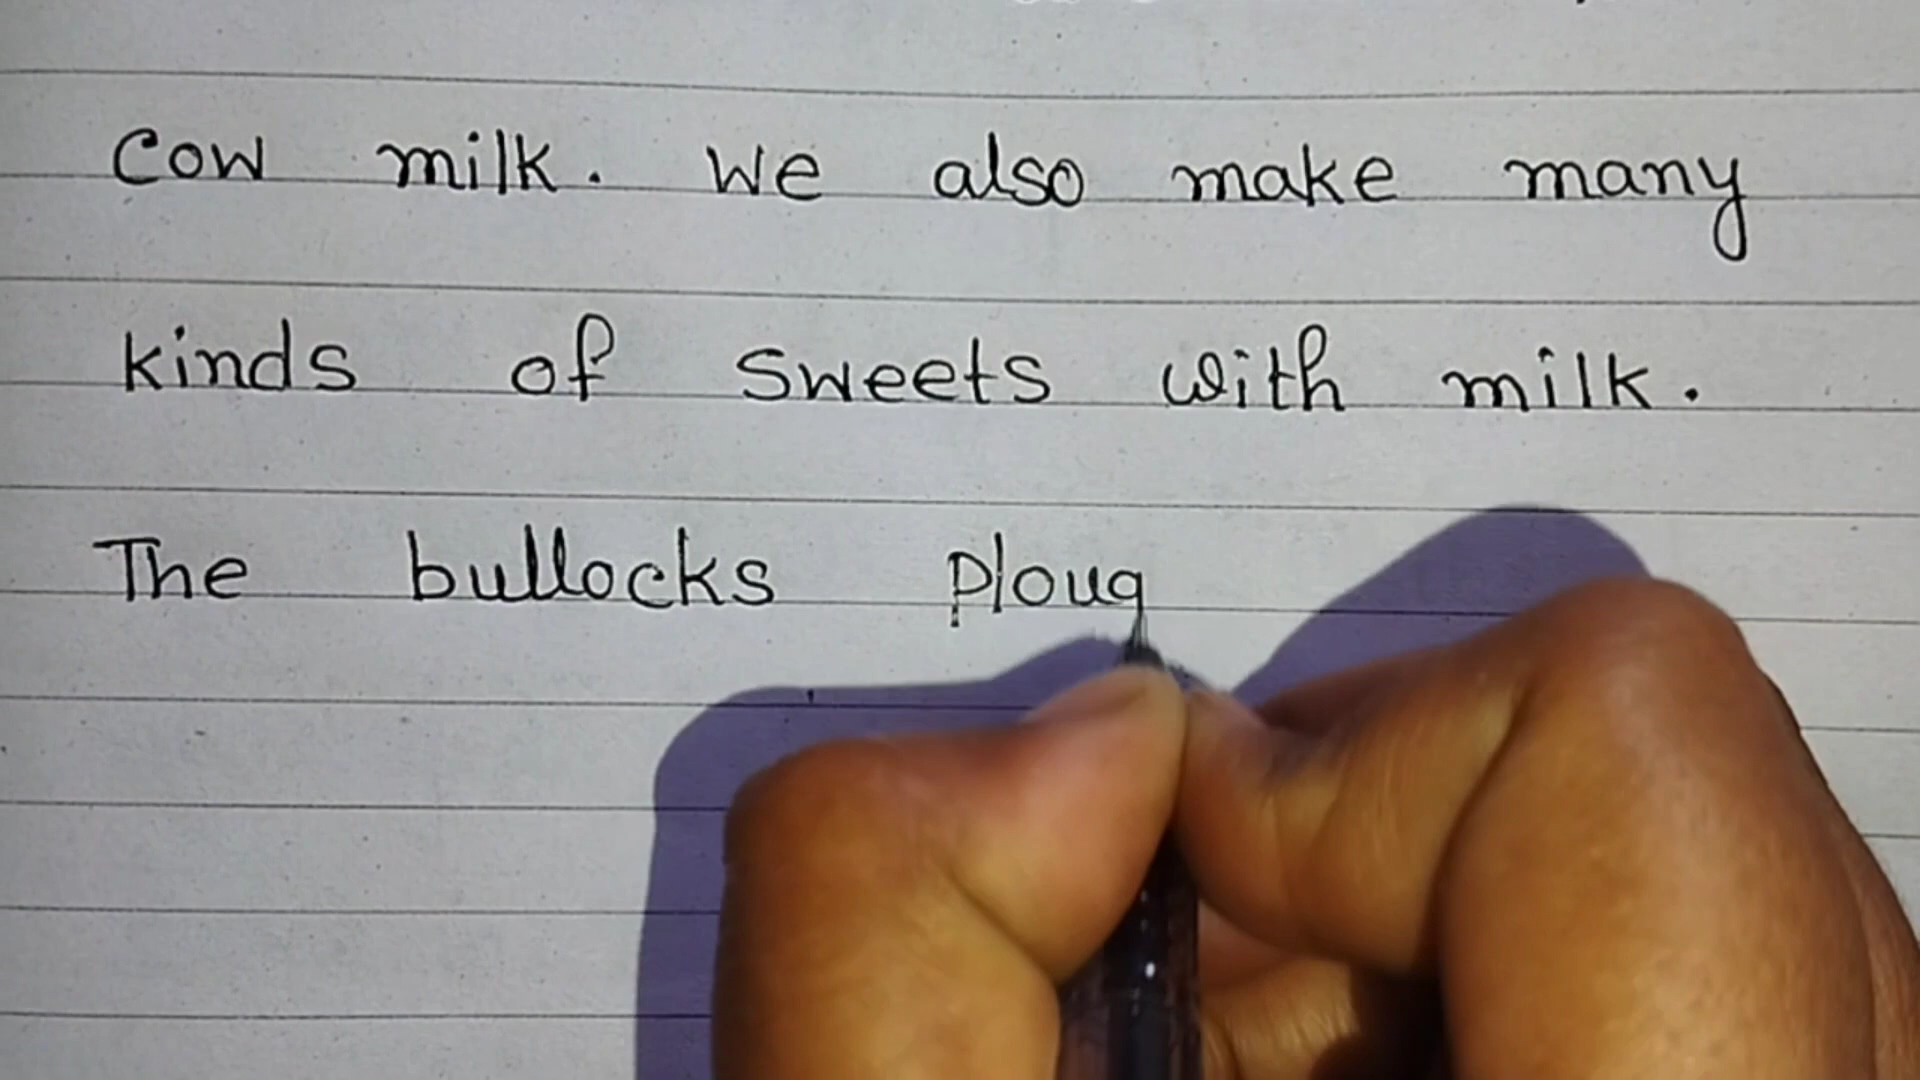 Cow milk. We also make many
kinds of sweets with milk.
The bullocks Ploug